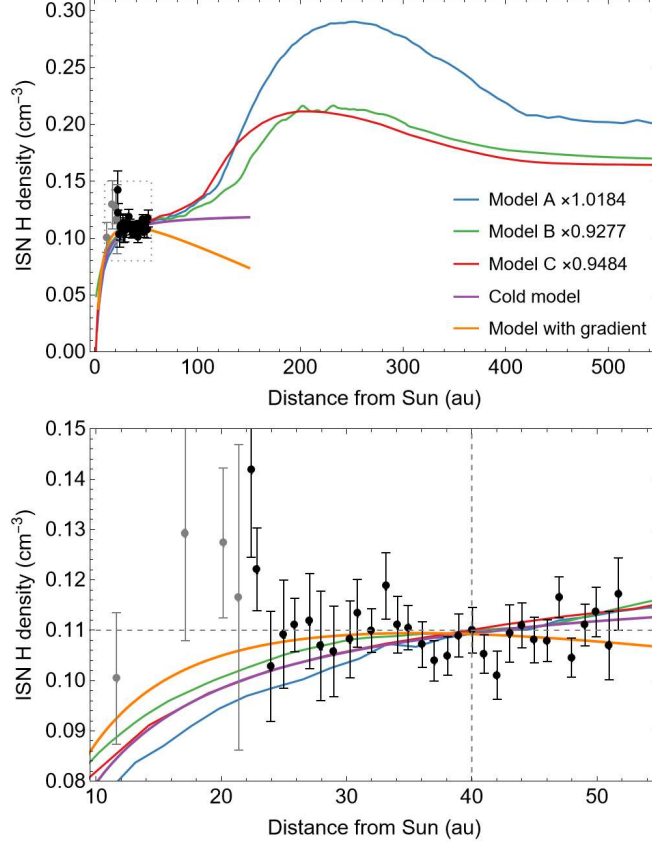 0.30
0.25
0.20
0.15
0.10
0.05
0.00
ISN H density (cm⁻³)
Model A ×1.0184
Model B ×0.9277
Model C ×0.9484
Cold model
Model with gradient
0 100 200 300 400 500
Distance from Sun (au)
0.15
0.14
0.13
0.12
0.11
0.10
0.09
0.08
ISN H density (cm⁻³)
10 20 30 40 50
Distance from Sun (au)